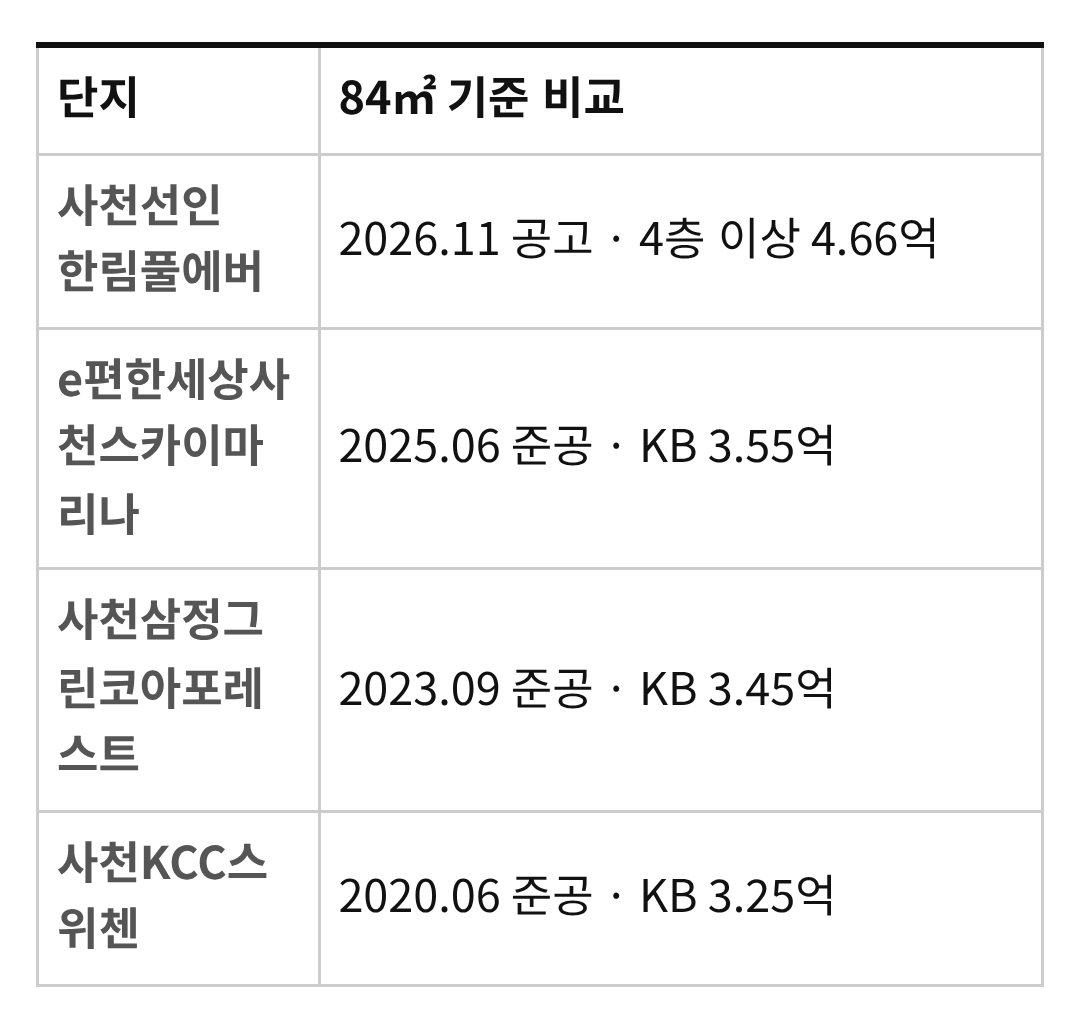 단지
84㎡ 기준 비교
사천선인
한림풀에버
2026.11 공고 · 4층 이상 4.66억
e편한세상사
천스카이마
리나
2025.06 준공 · KB 3.55억
사천삼정그
린코아포레
스트
2023.09 준공 · KB 3.45억
사천KCC스
위첸
2020.06 준공 · KB 3.25억